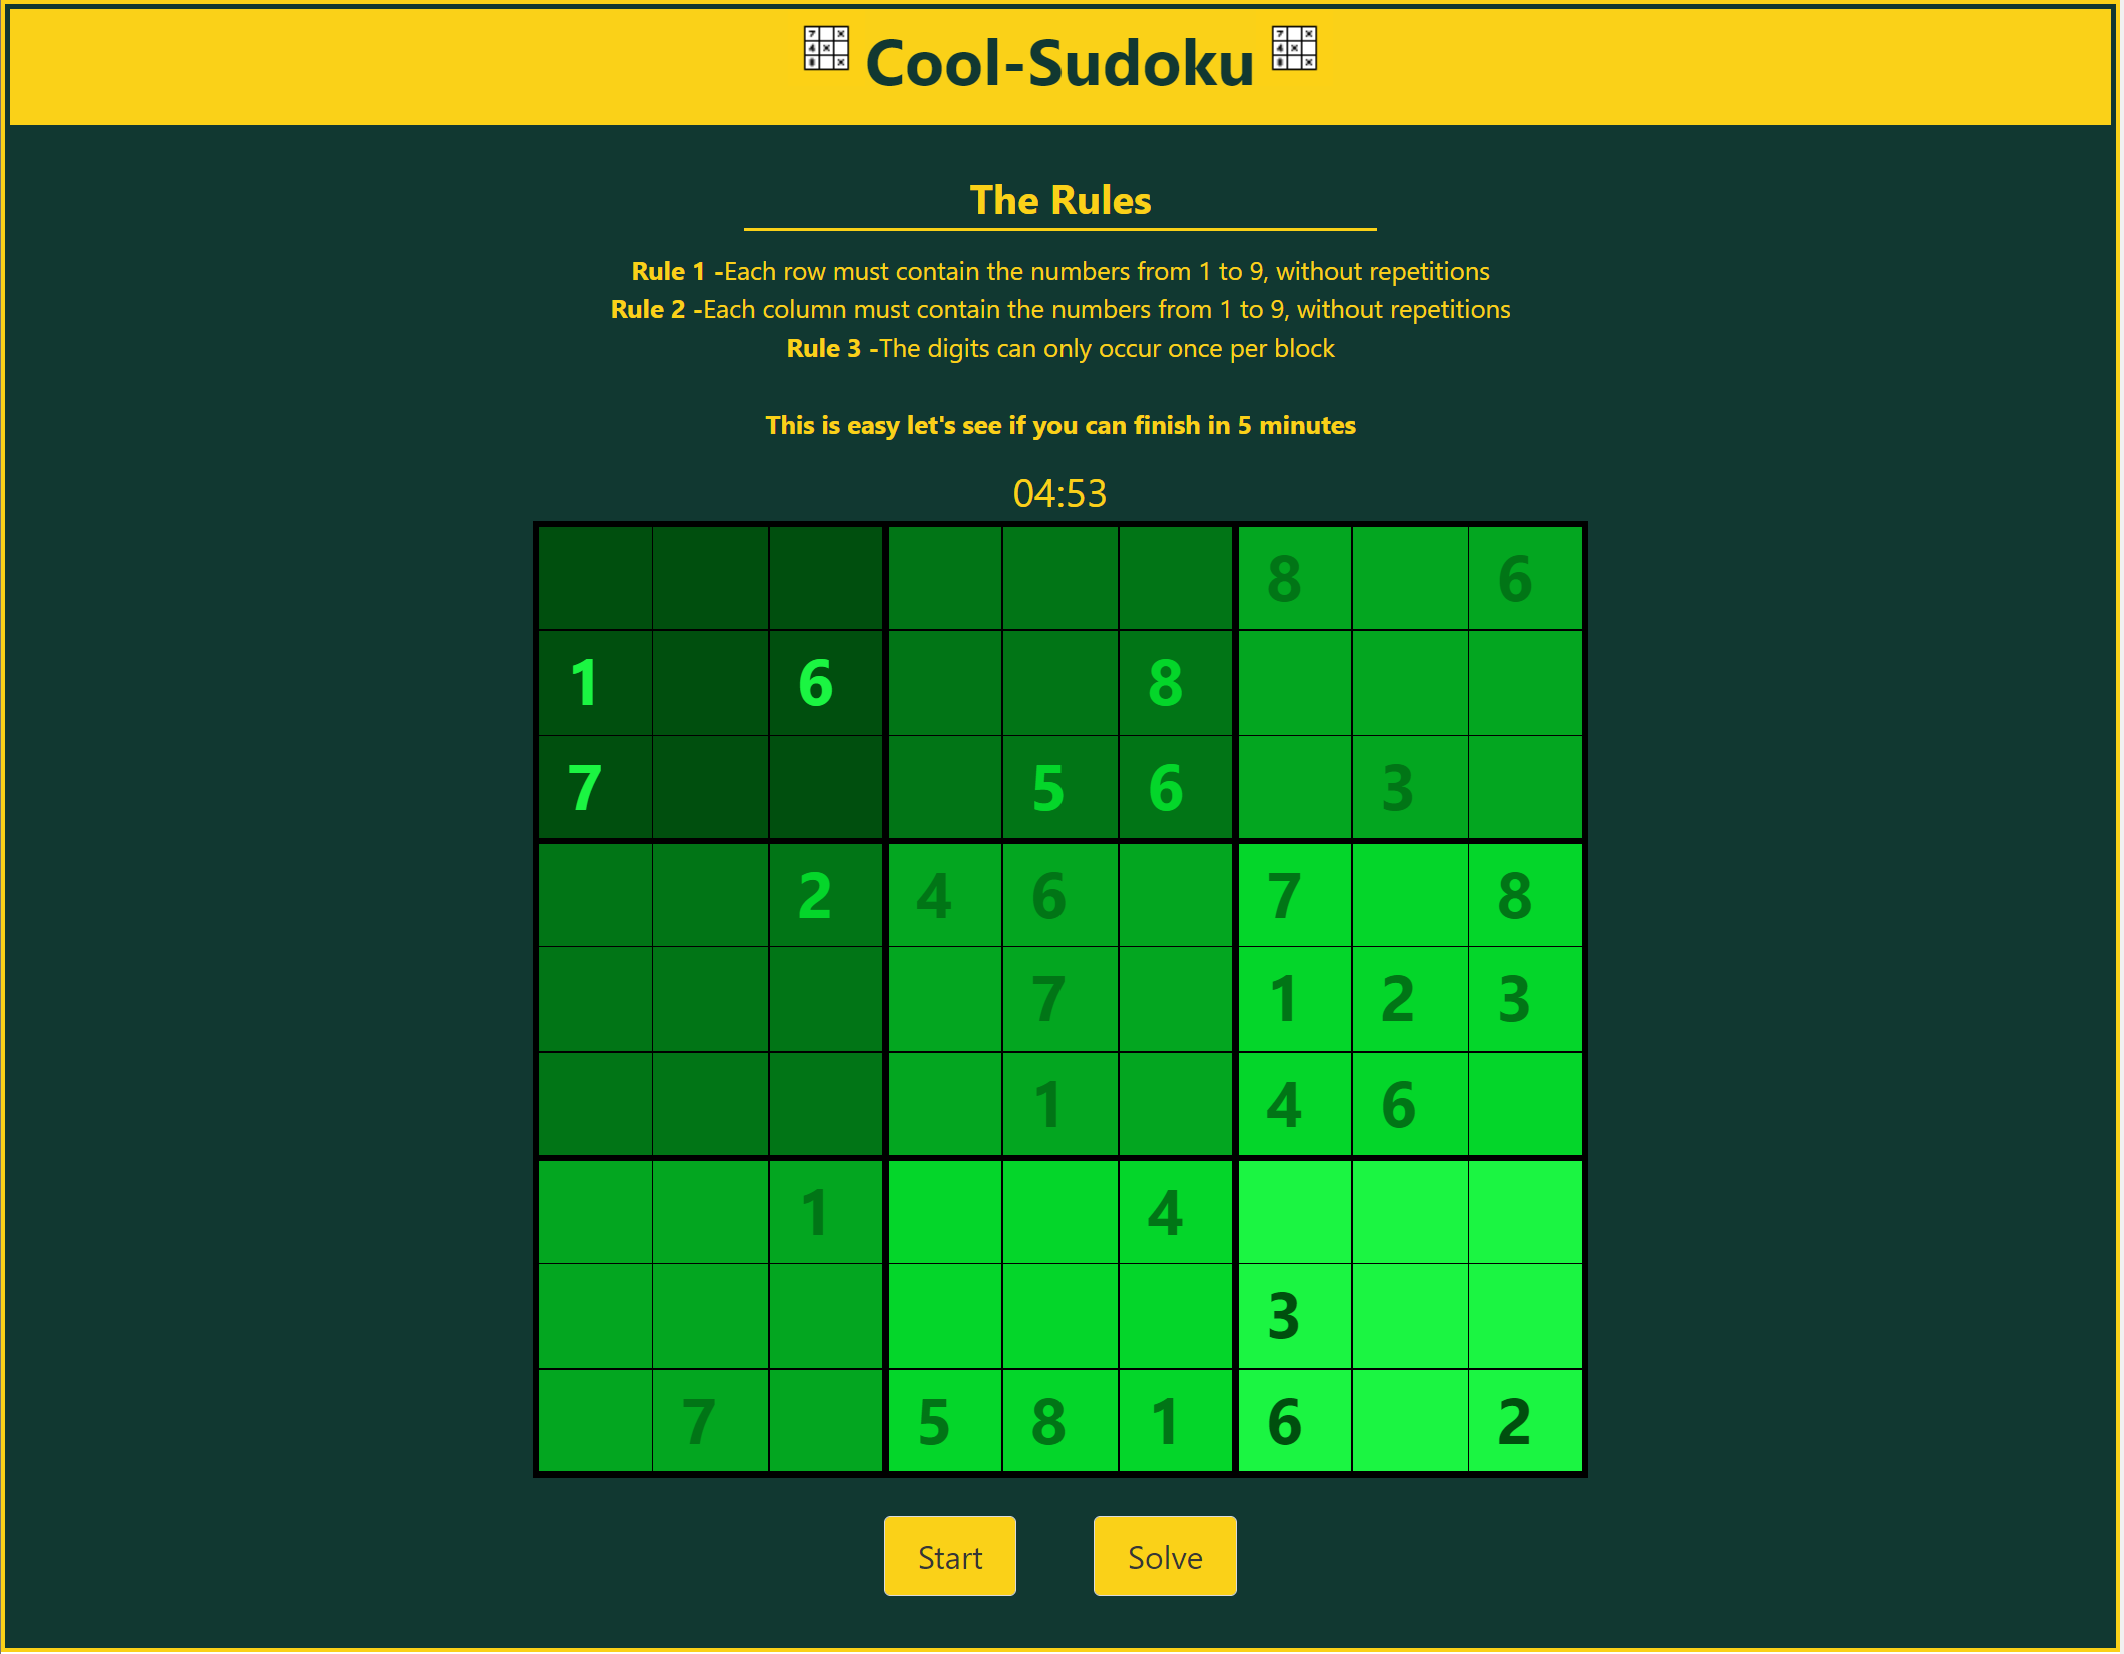 Cool-Sudoku
The Rules
Rule 1 -Each row must contain the numbers from 1 to 9, without repetitions
Rule 2 -Each column must contain the numbers from 1 to 9, without repetitions
Rule 3 -The digits can only occur once per block
This is easy let's see if you can finish in 5 minutes
04:53
8 6
1 6 8
7 5 6 3
2 4 6 7 8
7 1 2 3
1 4 6
1 4
3
7 5 8 1 6 2
Start Solve